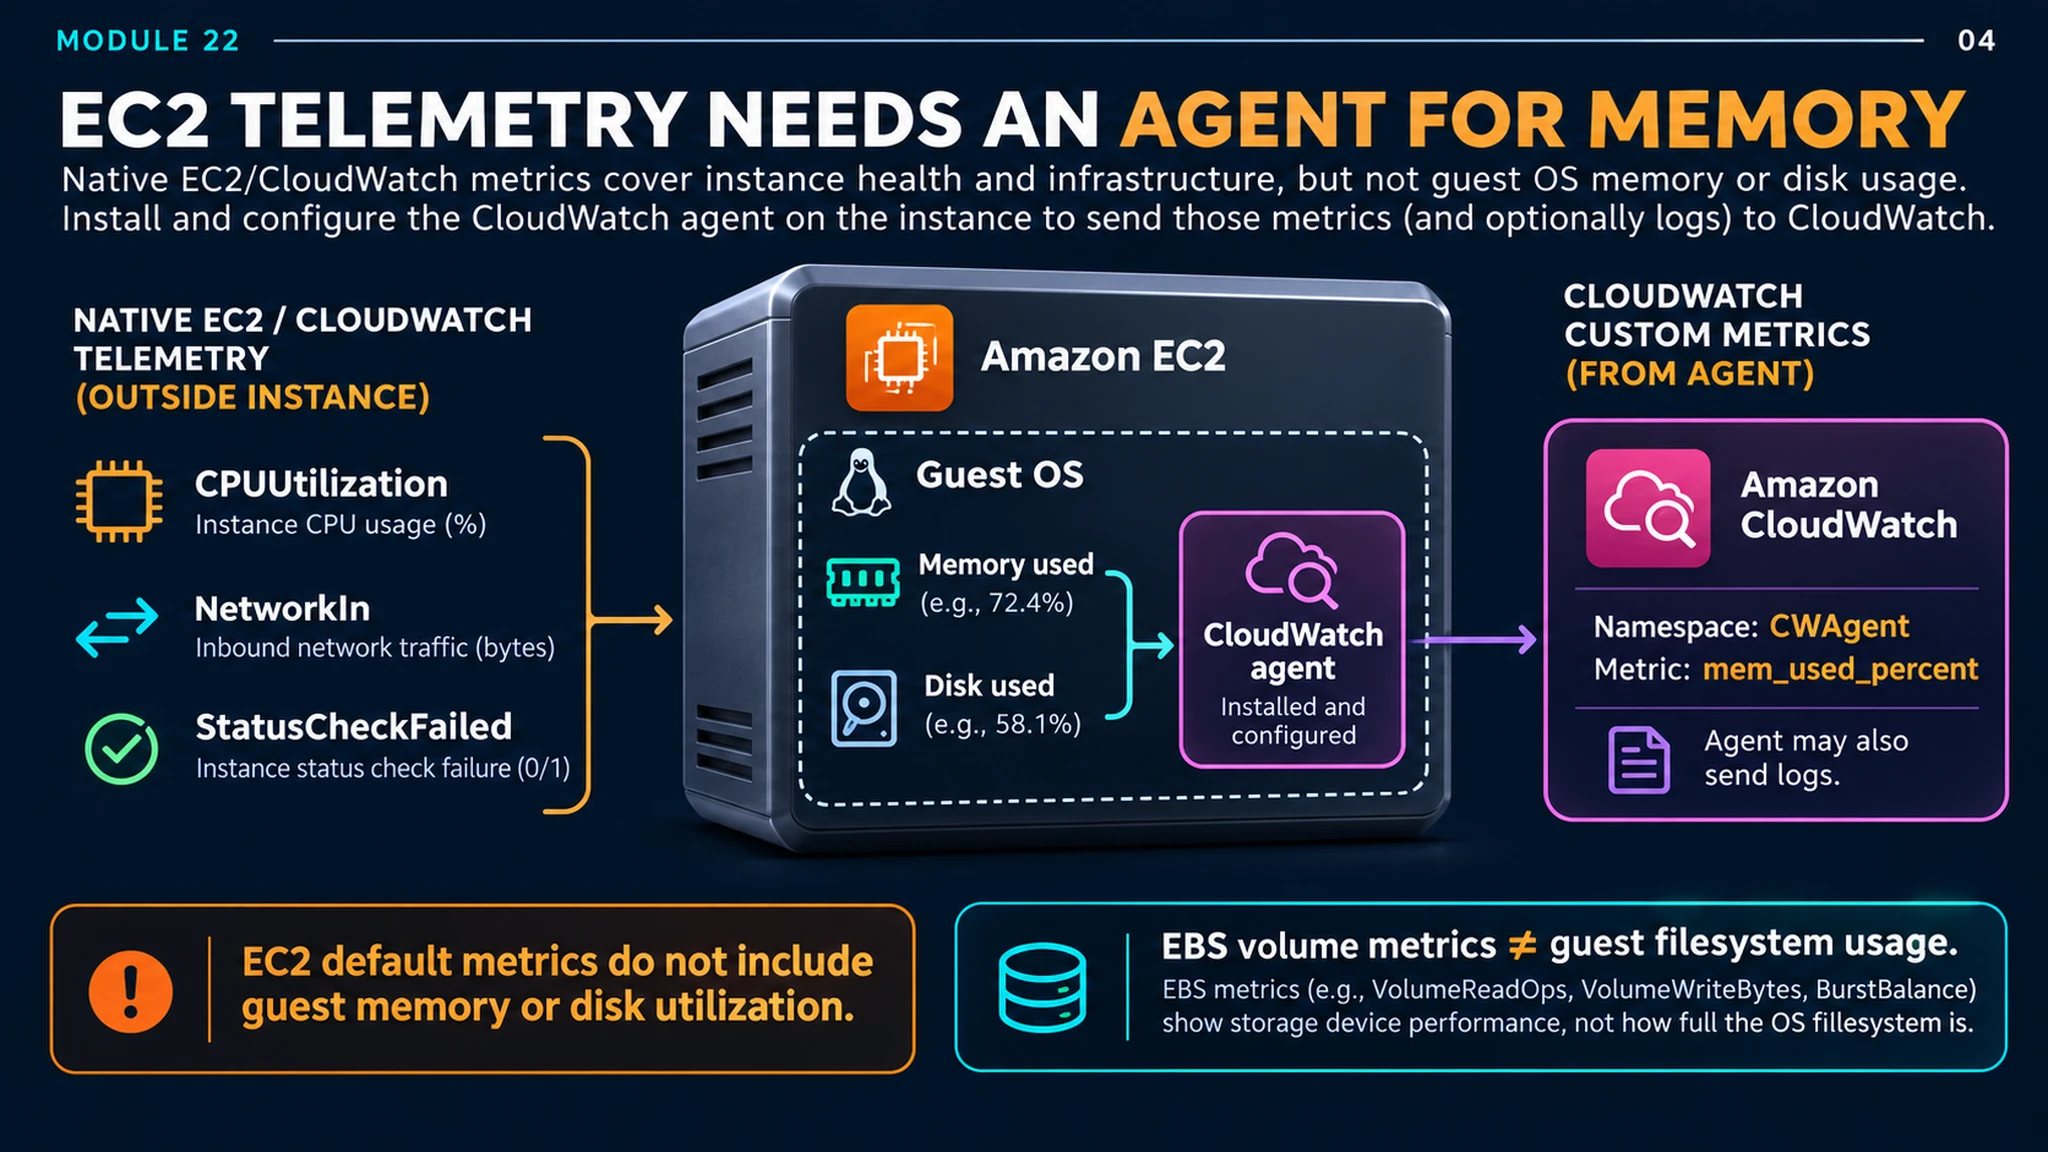 MODULE 22
04
EC2 TELEMETRY NEEDS AN AGENT FOR MEMORY
Native EC2/CloudWatch metrics cover instance health and infrastructure, but not guest OS memory or disk usage.
Install and configure the CloudWatch agent on the instance to send those metrics (and optionally logs) to CloudWatch.
NATIVE EC2 / CLOUDWATCH
TELEMETRY
(OUTSIDE INSTANCE)
CPUUtilization
Instance CPU usage (%)
NetworkIn
Inbound network traffic (bytes)
StatusCheckFailed
Instance status check failure (0/1)
Amazon EC2
Guest OS
Memory used
(e.g., 72.4%)
Disk used
(e.g., 58.1%)
CloudWatch
agent
Installed and
configured
CLOUDWATCH
CUSTOM METRICS
(FROM AGENT)
Amazon
CloudWatch
Namespace: CWAgent
Metric: mem_used_percent
Agent may also
send logs.
EC2 default metrics do not include
guest memory or disk utilization.
EBS volume metrics ≠ guest filesystem usage.
EBS metrics (e.g., VolumeReadOps, VolumeWriteBytes, BurstBalance)
show storage device performance, not how full the OS fillesystem is.